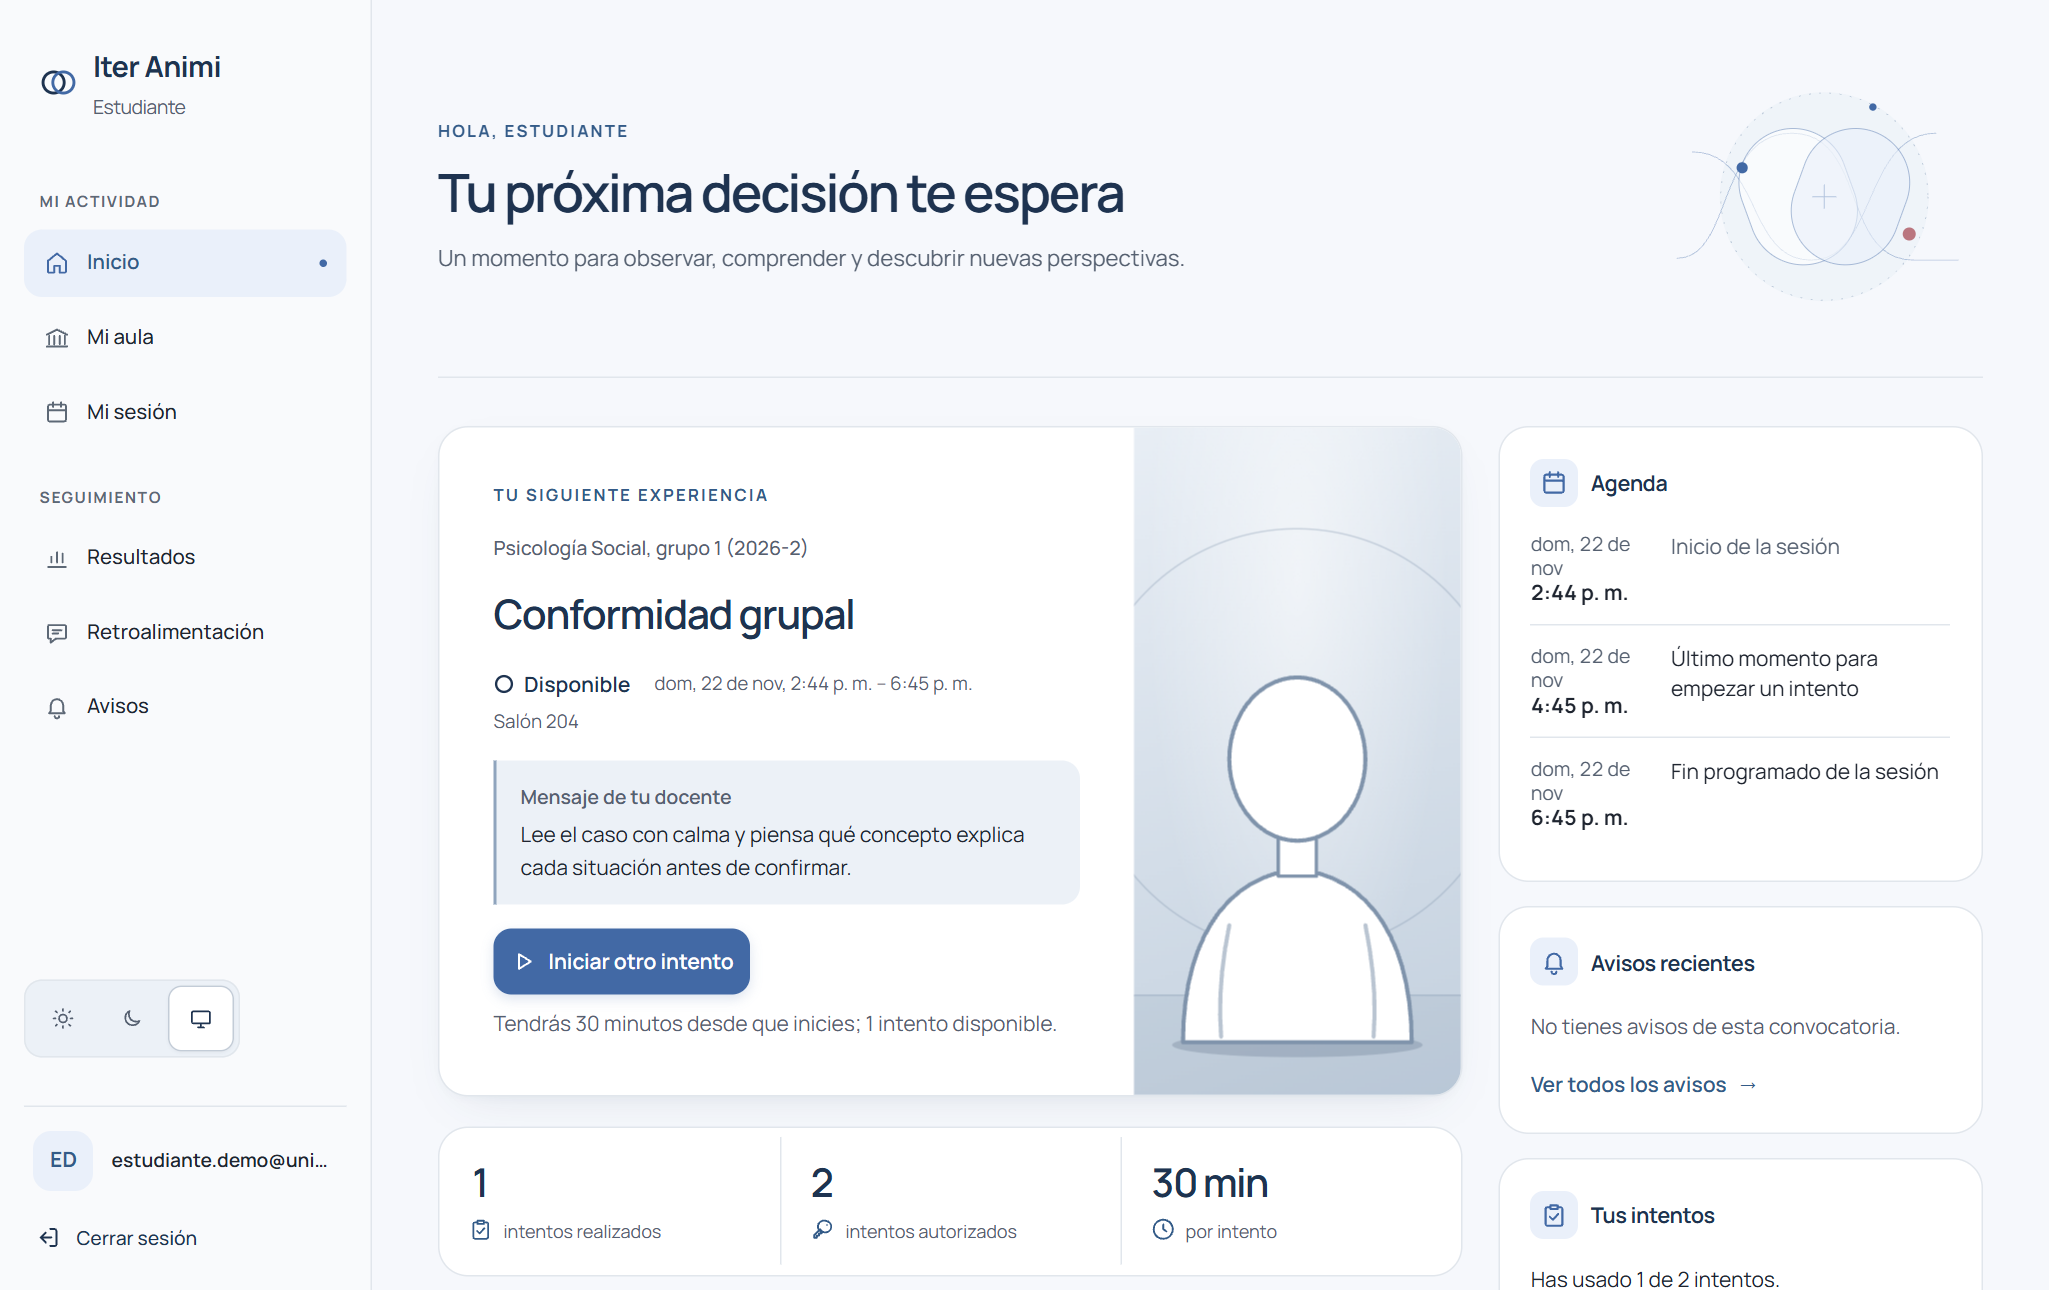 Iter Animi
Estudiante
MI ACTIVIDAD
Inicio
Mi aula
Mi sesión
SEGUIMIENTO
Resultados
Retroalimentación
Avisos
ED
estudiante.demo@uni...
Cerrar sesión
HOLA, ESTUDIANTE
Tu próxima decisión te espera
Un momento para observar, comprender y descubrir nuevas perspectivas.
TU SIGUIENTE EXPERIENCIA
Psicología Social, grupo 1 (2026-2)
Conformidad grupal
Disponible dom, 22 de nov, 2:44 p. m. – 6:45 p. m.
Salón 204
Mensaje de tu docente
Lee el caso con calma y piensa qué concepto explica
cada situación antes de confirmar.
Iniciar otro intento
Tendrás 30 minutos desde que inicies; 1 intento disponible.
1
intentos realizados
2
intentos autorizados
30 min
por intento
Agenda
dom, 22 de
nov
2:44 p. m.
Inicio de la sesión
dom, 22 de
nov
4:45 p. m.
Último momento para
empezar un intento
dom, 22 de
nov
6:45 p. m.
Fin programado de la sesión
Avisos recientes
No tienes avisos de esta convocatoria.
Ver todos los avisos →
Tus intentos
Has usado 1 de 2 intentos.